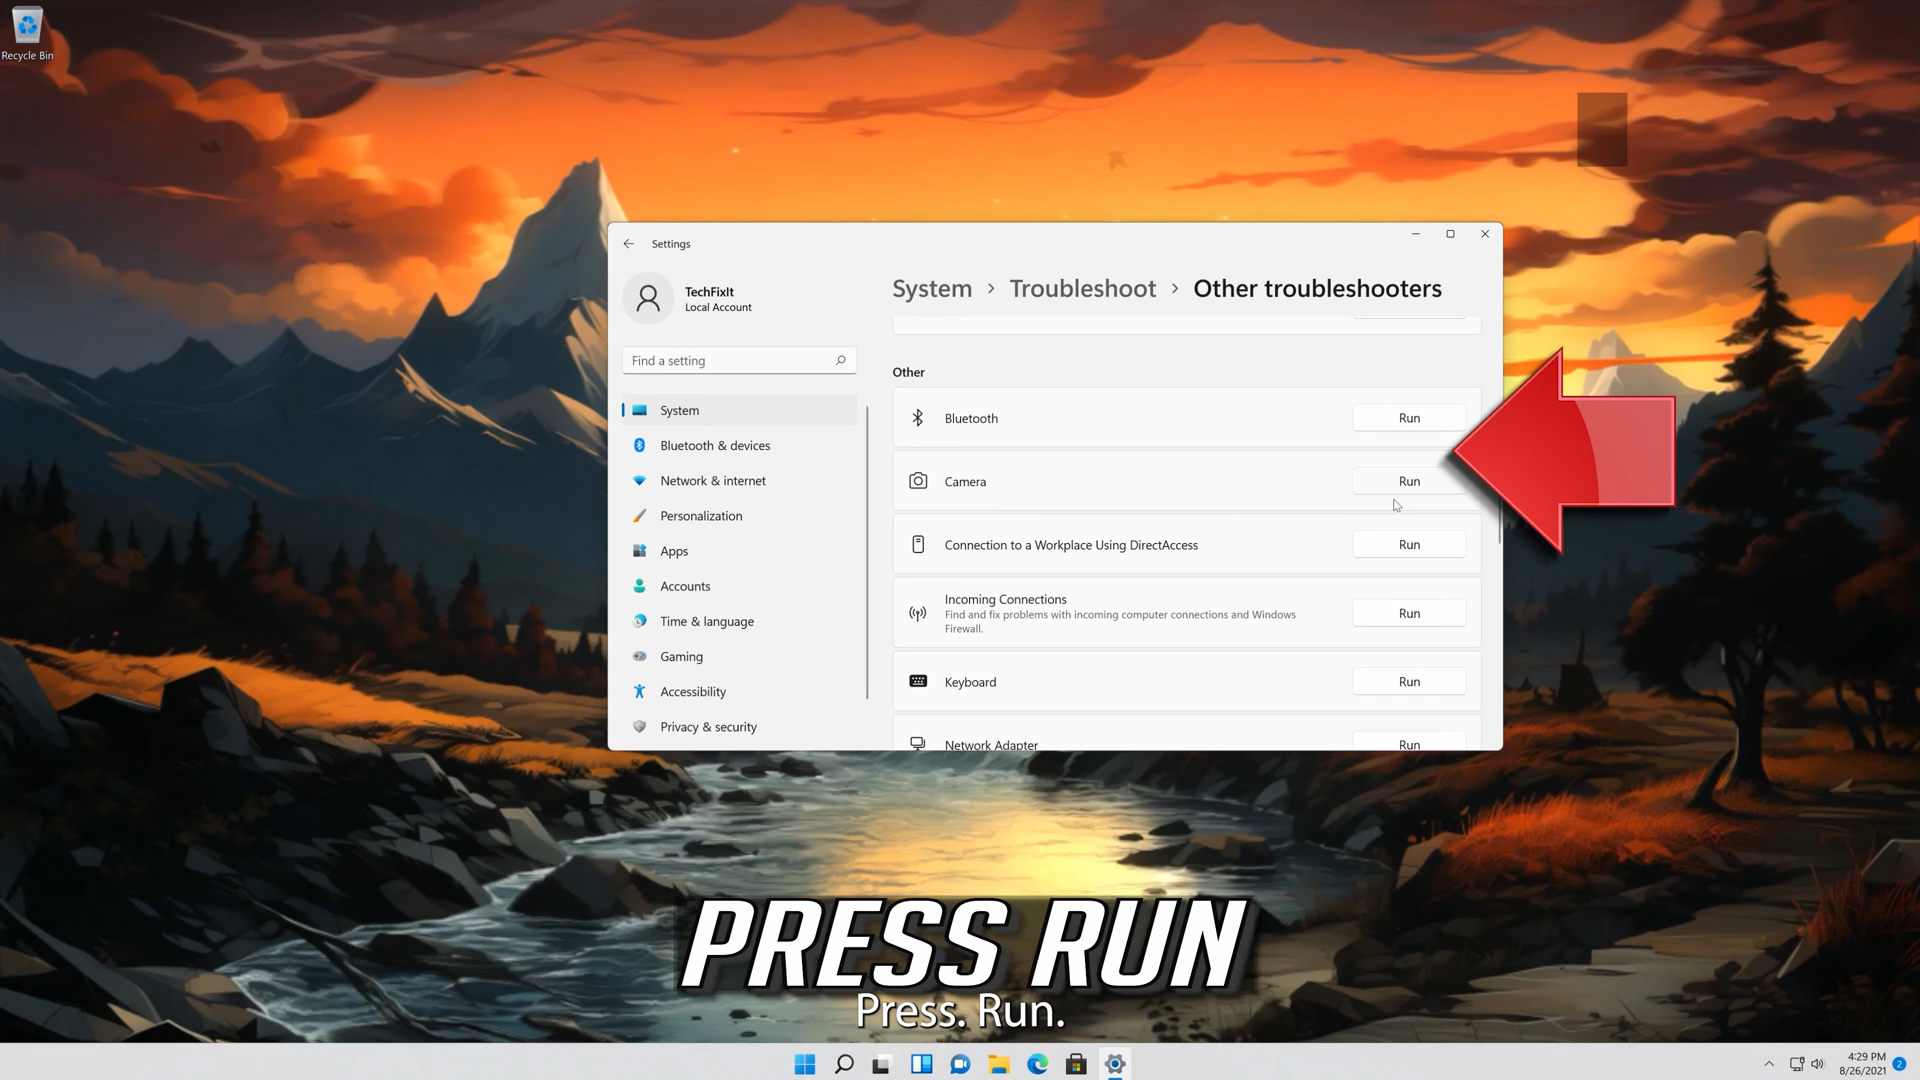 Recycle Bin
Settings
TechFixIt
Local Account
Find a setting
System
Bluetooth & devices
Network & internet
Personalization
Apps
Accounts
Time & language
Gaming
Accessibility
Privacy & security
System › Troubleshoot › Other troubleshooters
Other
Bluetooth Run
Camera Run
Connection to a Workplace Using DirectAccess Run
Incoming Connections
Find and fix problems with incoming computer connections and Windows
Firewall.
Run
Keyboard Run
Network Adapter Run
PRESS RUN
Press. Run.
4:29 PM
8/26/2021
2